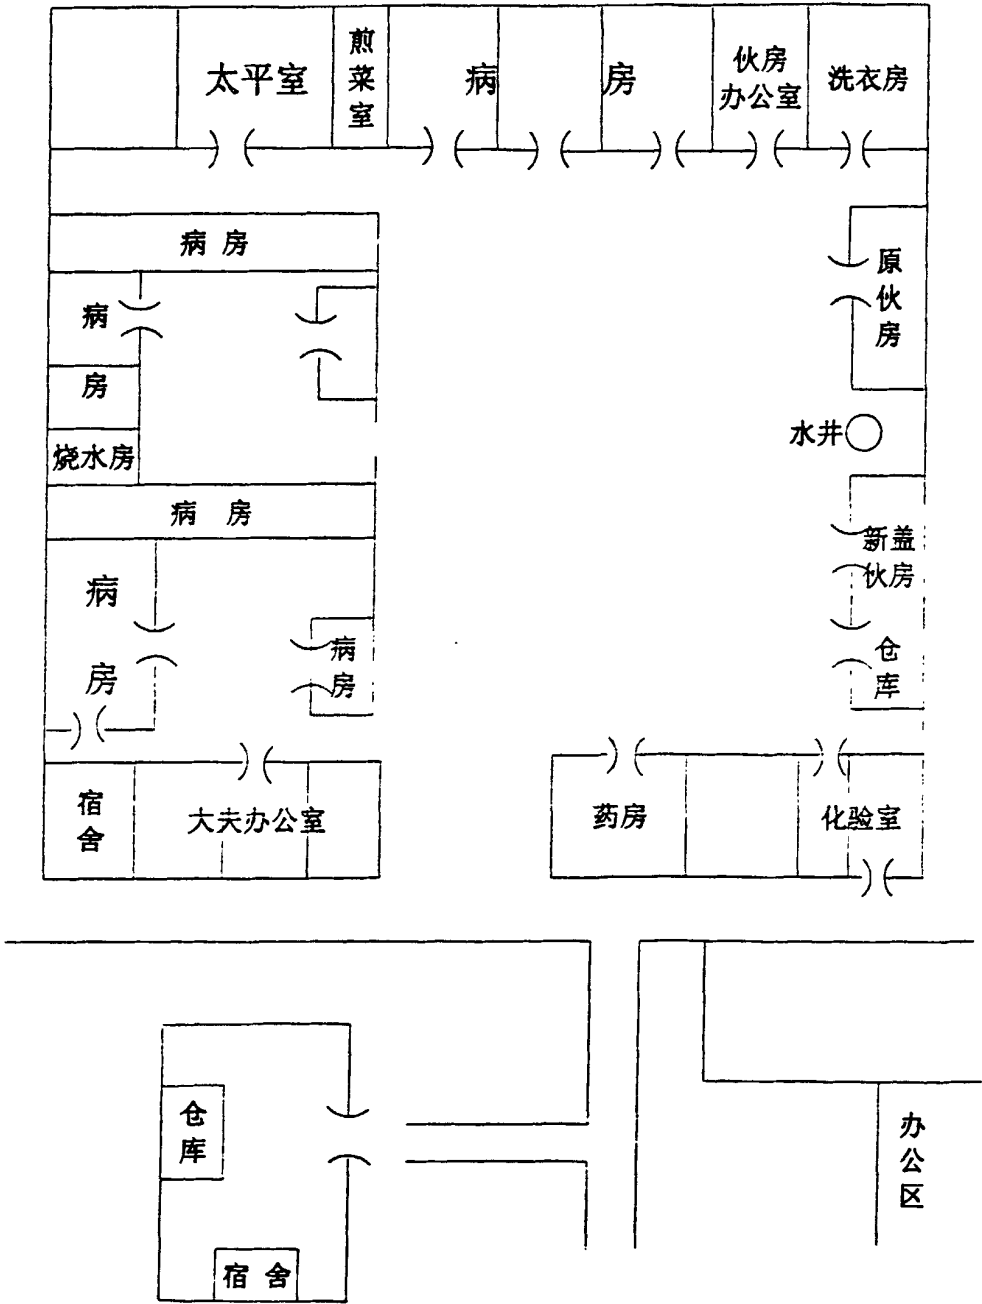 太平室
煎菜室
病房
伙房
办公室
洗衣房
病房
病房
烧水房
病房
病房
病房
原伙房
水井
新盖
伙房
仓库
宿舍
大夫办公室
药房
化验室
仓库
宿舍
办公区